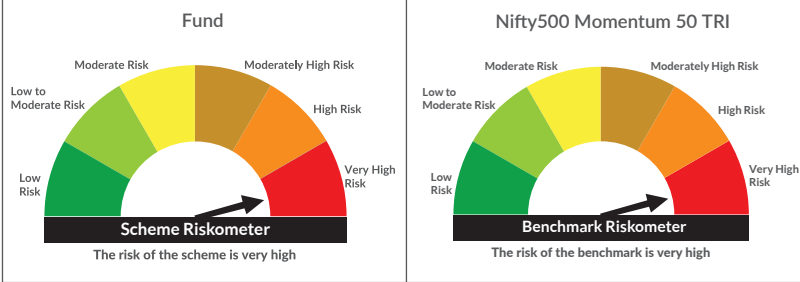 Fund
Moderate Risk
Moderately High Risk
Low to
Moderate Risk
High Risk
Low
Risk
Very High
Risk
Scheme Riskometer
The risk of the scheme is very high
Nifty500 Momentum 50 TRI
Moderate Risk
Moderately High Risk
Low to
Moderate Risk
High Risk
Low
Risk
Very High
Risk
Benchmark Riskometer
The risk of the benchmark is very high